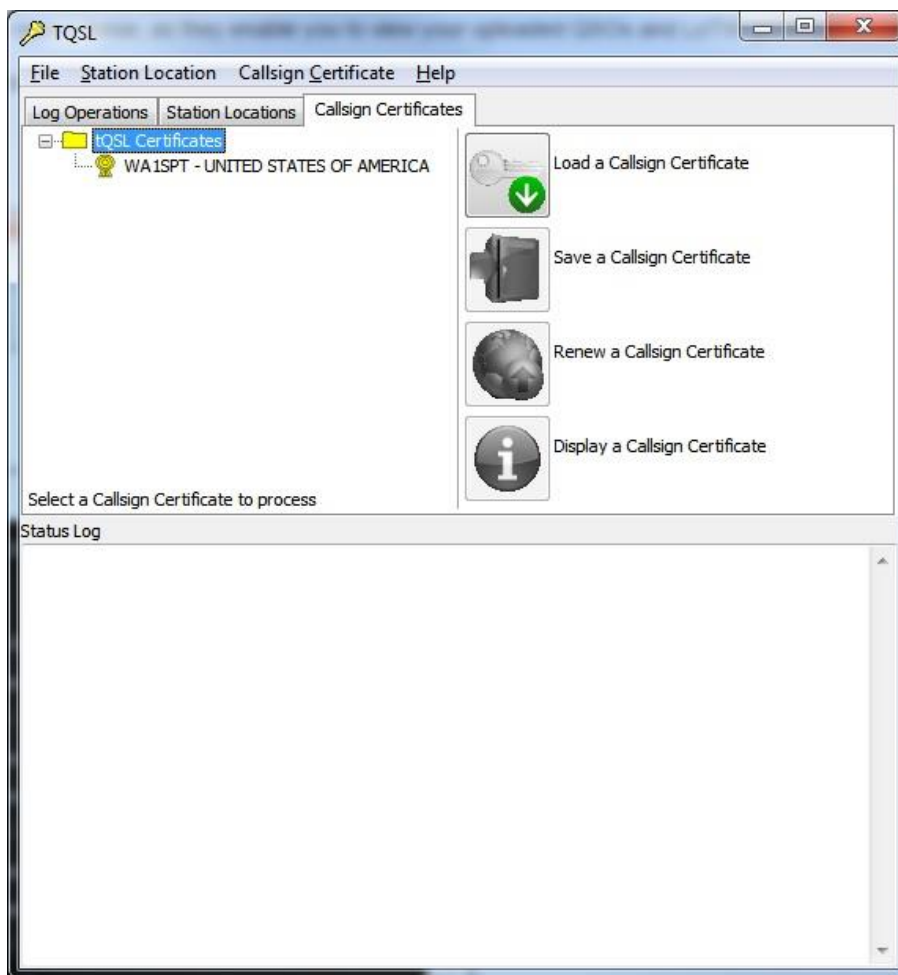 TQSL
File Station Location Callsign Certificate Help
Log Operations Station Locations Callsign Certificates
tQSL Certificates
WA1SPT - UNITED STATES OF AMERICA
Load a Callsign Certificate
Save a Callsign Certificate
Renew a Callsign Certificate
Display a Callsign Certificate
Select a Callsign Certificate to process
Status Log